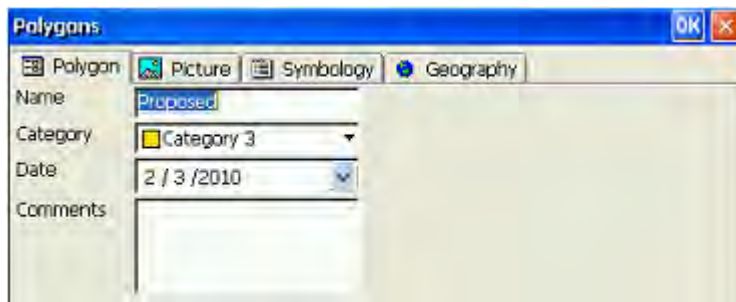 Polygons OK
Polygon Picture Symbology Geography
Name Proposed
Category Category 3
Date 2 / 3 /2010
Comments